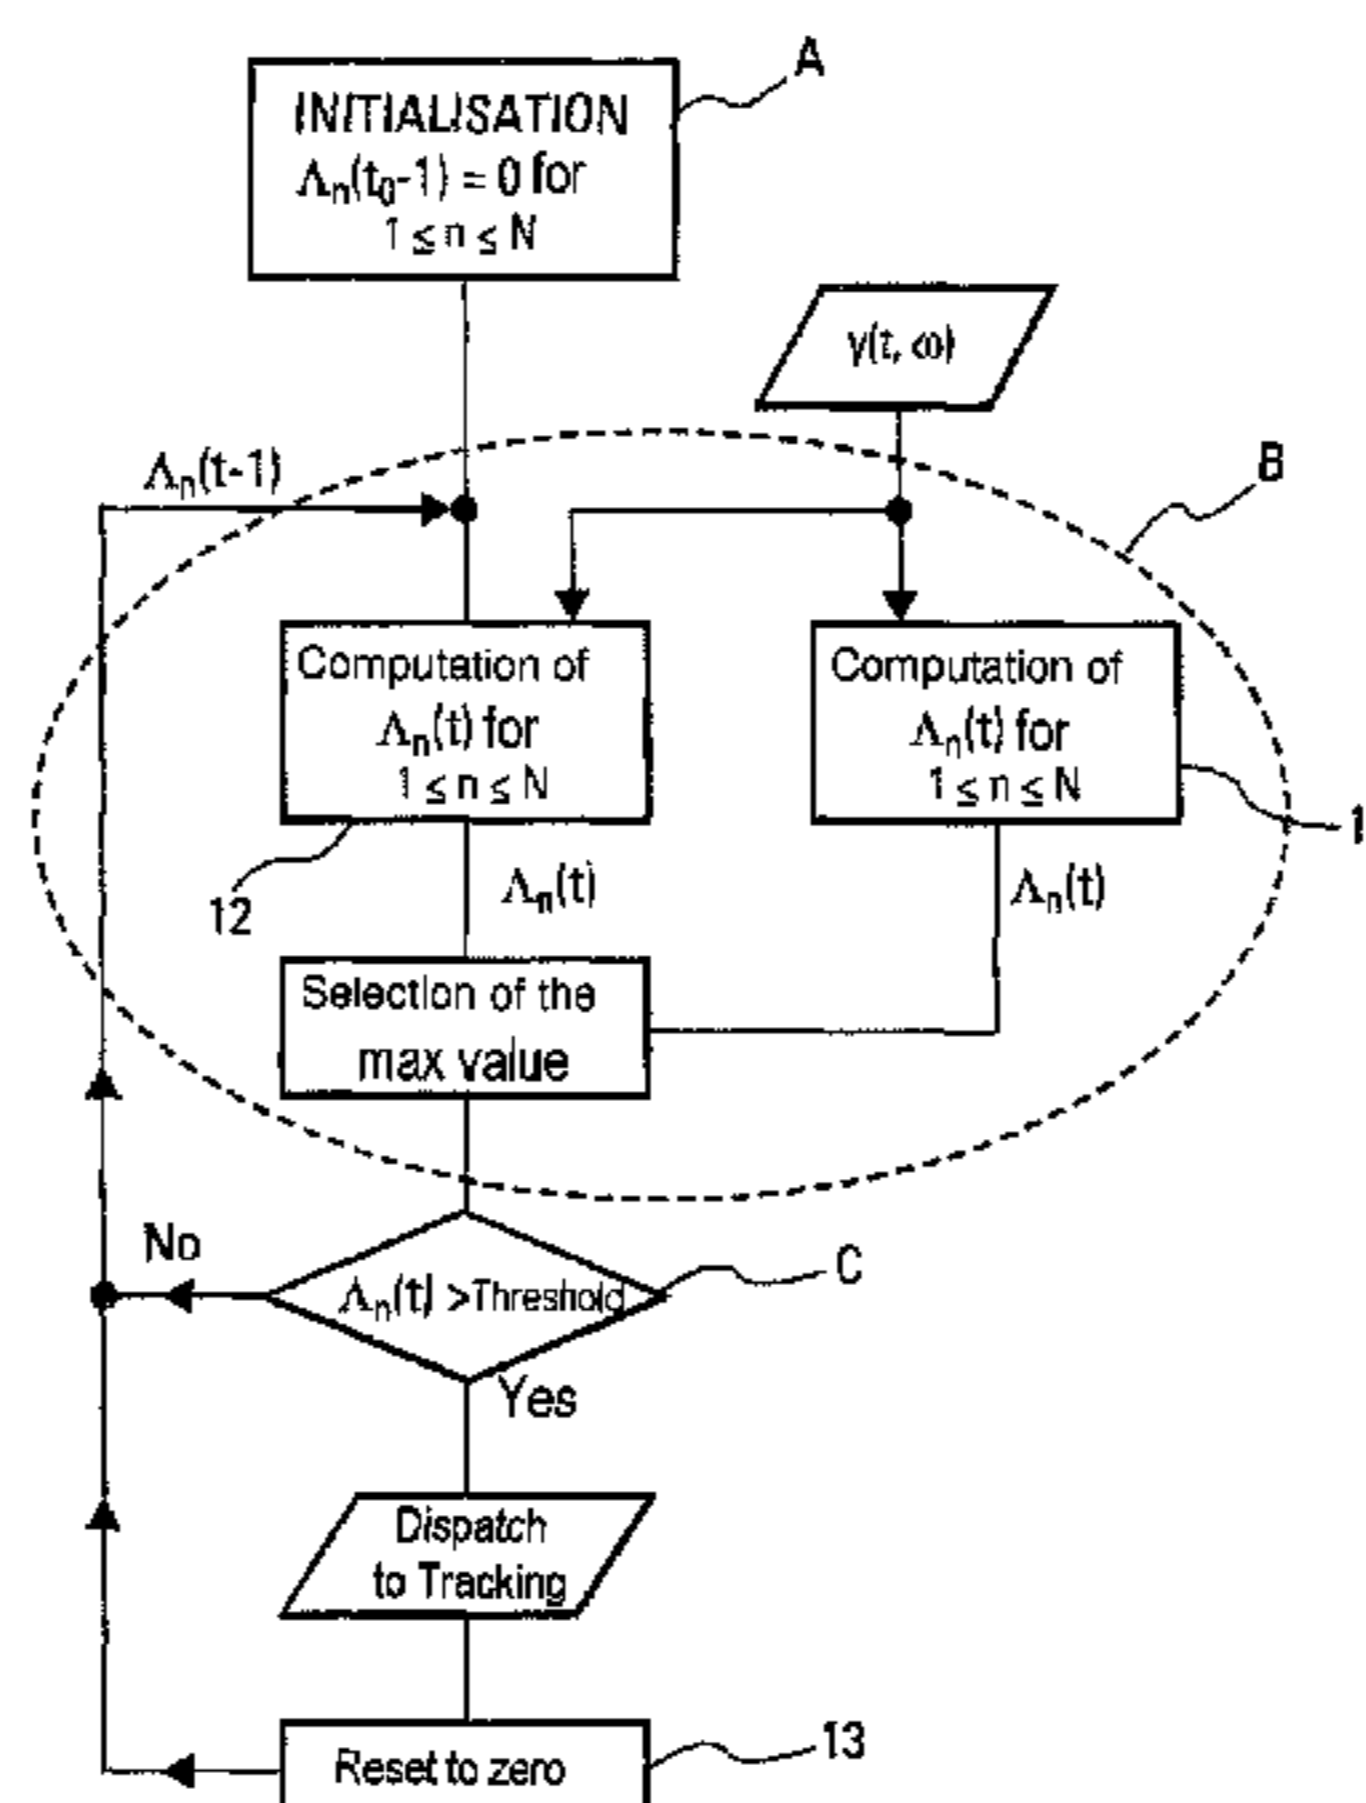 A
INITIALISATION
Λn(t0-1) = 0 for
1 ≤ n ≤ N
γ(t, ω)
Λn(t-1)
B
Computation of
Λn(t) for
1 ≤ n ≤ N
Computation of
Λn(t) for
1 ≤ n ≤ N
1
12
Λn(t)
Λn(t)
Selection of the
max value
No
Λn(t) >Threshold
C
Yes
Dispatch
to Tracking
Reset to zero
13